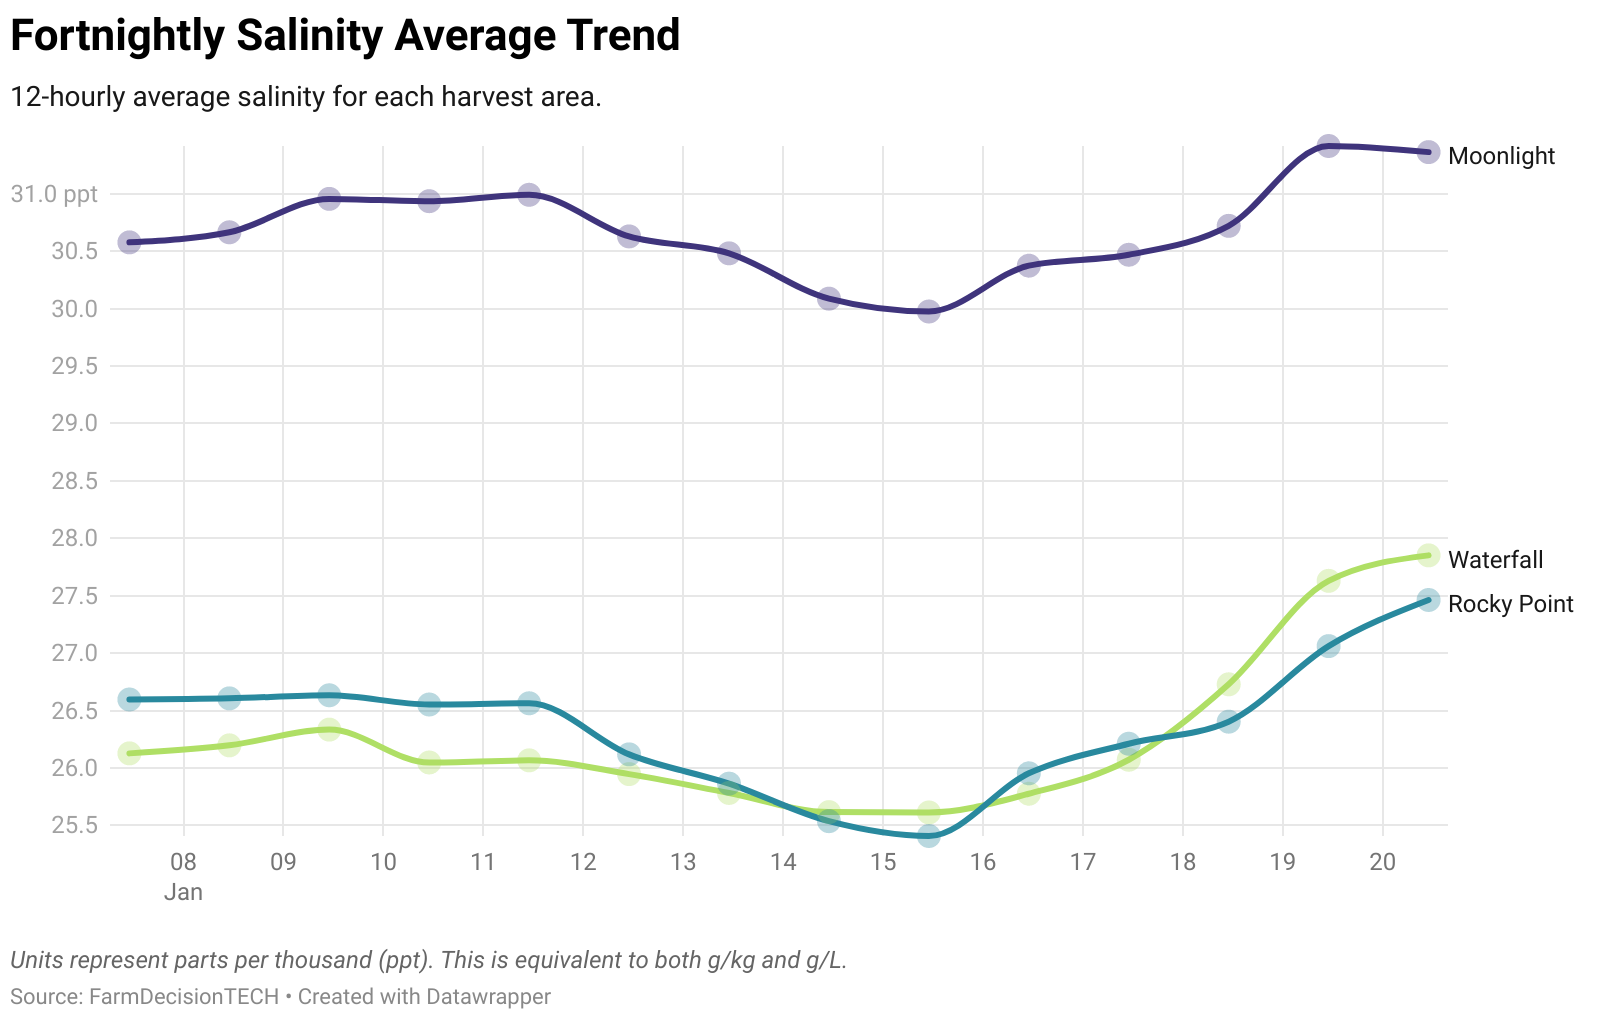 Fortnightly Salinity Average Trend
12-hourly average salinity for each harvest area.
Moonlight
31.0 ppt
30.5
30.0
29.5
29.0
28.5
28.0
Waterfall
27.5
Rocky Point
27.0
26.5
26.0
25.5
08 09 10 11 12 13 14 15 16 17 18 19 20
Jan
Units represent parts per thousand (ppt). This is equivalent to both g/kg and g/L.
Source: FarmDecisionTECH • Created with Datawrapper